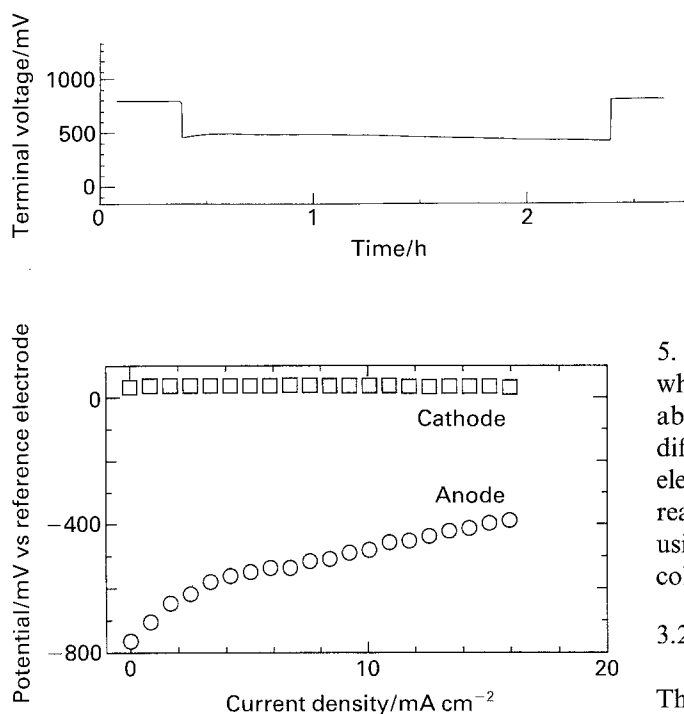 Terminal voltage/mV
1000
500
0
0
1
2
Time/h
Potential/mV vs reference electrode
0
-400
-800
Cathode
Anode
0
10
20
Current density/mA cm⁻²
5.
wh
ab
dif
ele
rea
usi
col
3.2
Th